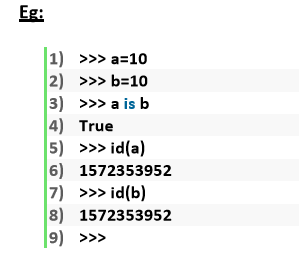 Eg:
1) >>> a=10
2) >>> b=10
3) >>> a is b
4) True
5) >>> id(a)
6) 1572353952
7) >>> id(b)
8) 1572353952
9) >>>